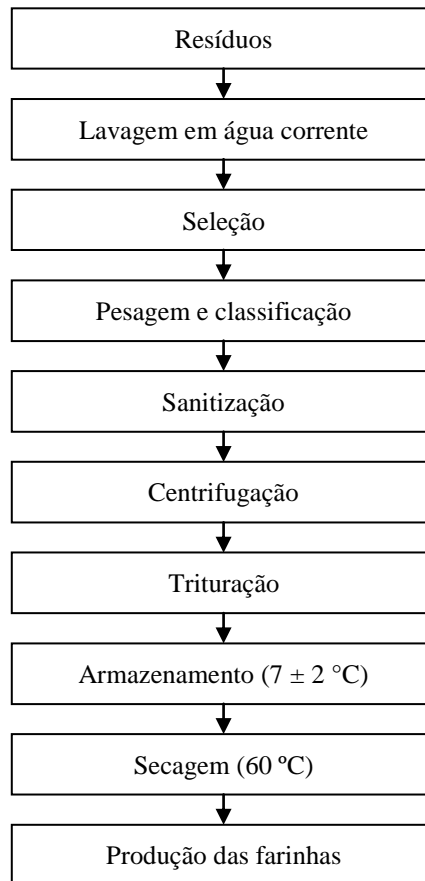 Resíduos
Lavagem em água corrente
Seleção
Pesagem e classificação
Sanitização
Centrifugação
Trituração
Armazenamento (7 ± 2 °C)
Secagem (60 ºC)
Produção das farinhas